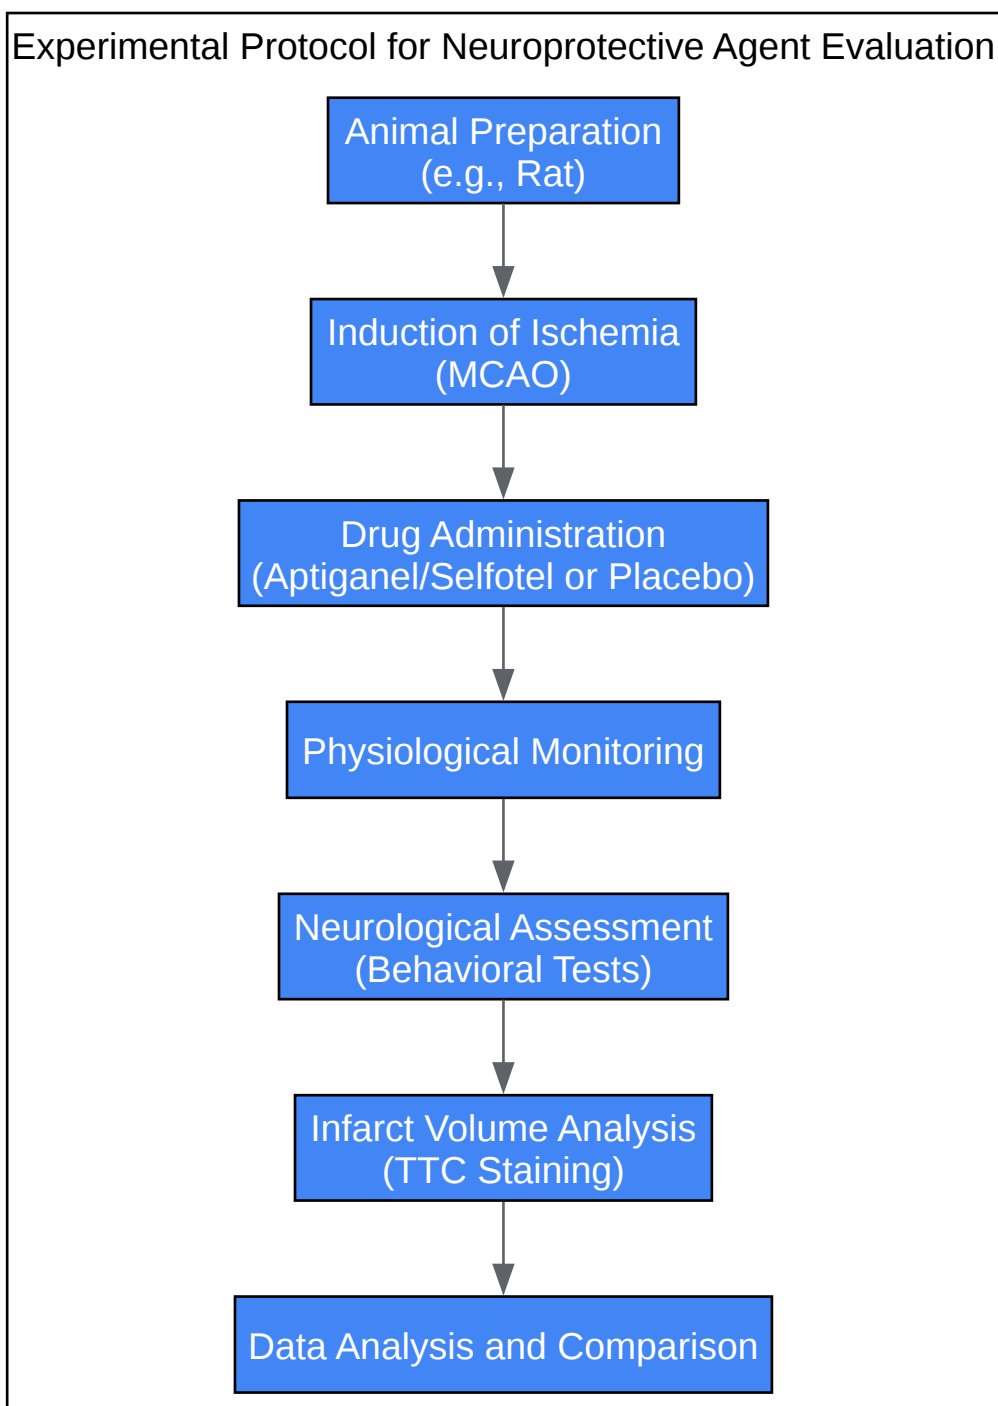 Experimental Protocol for Neuroprotective Agent Evaluation
Animal Preparation
(e.g., Rat)
Induction of Ischemia
(MCAO)
Drug Administration
(Aptiganel/Selfotel or Placebo)
Physiological Monitoring
Neurological Assessment
(Behavioral Tests)
Infarct Volume Analysis
(TTC Staining)
Data Analysis and Comparison